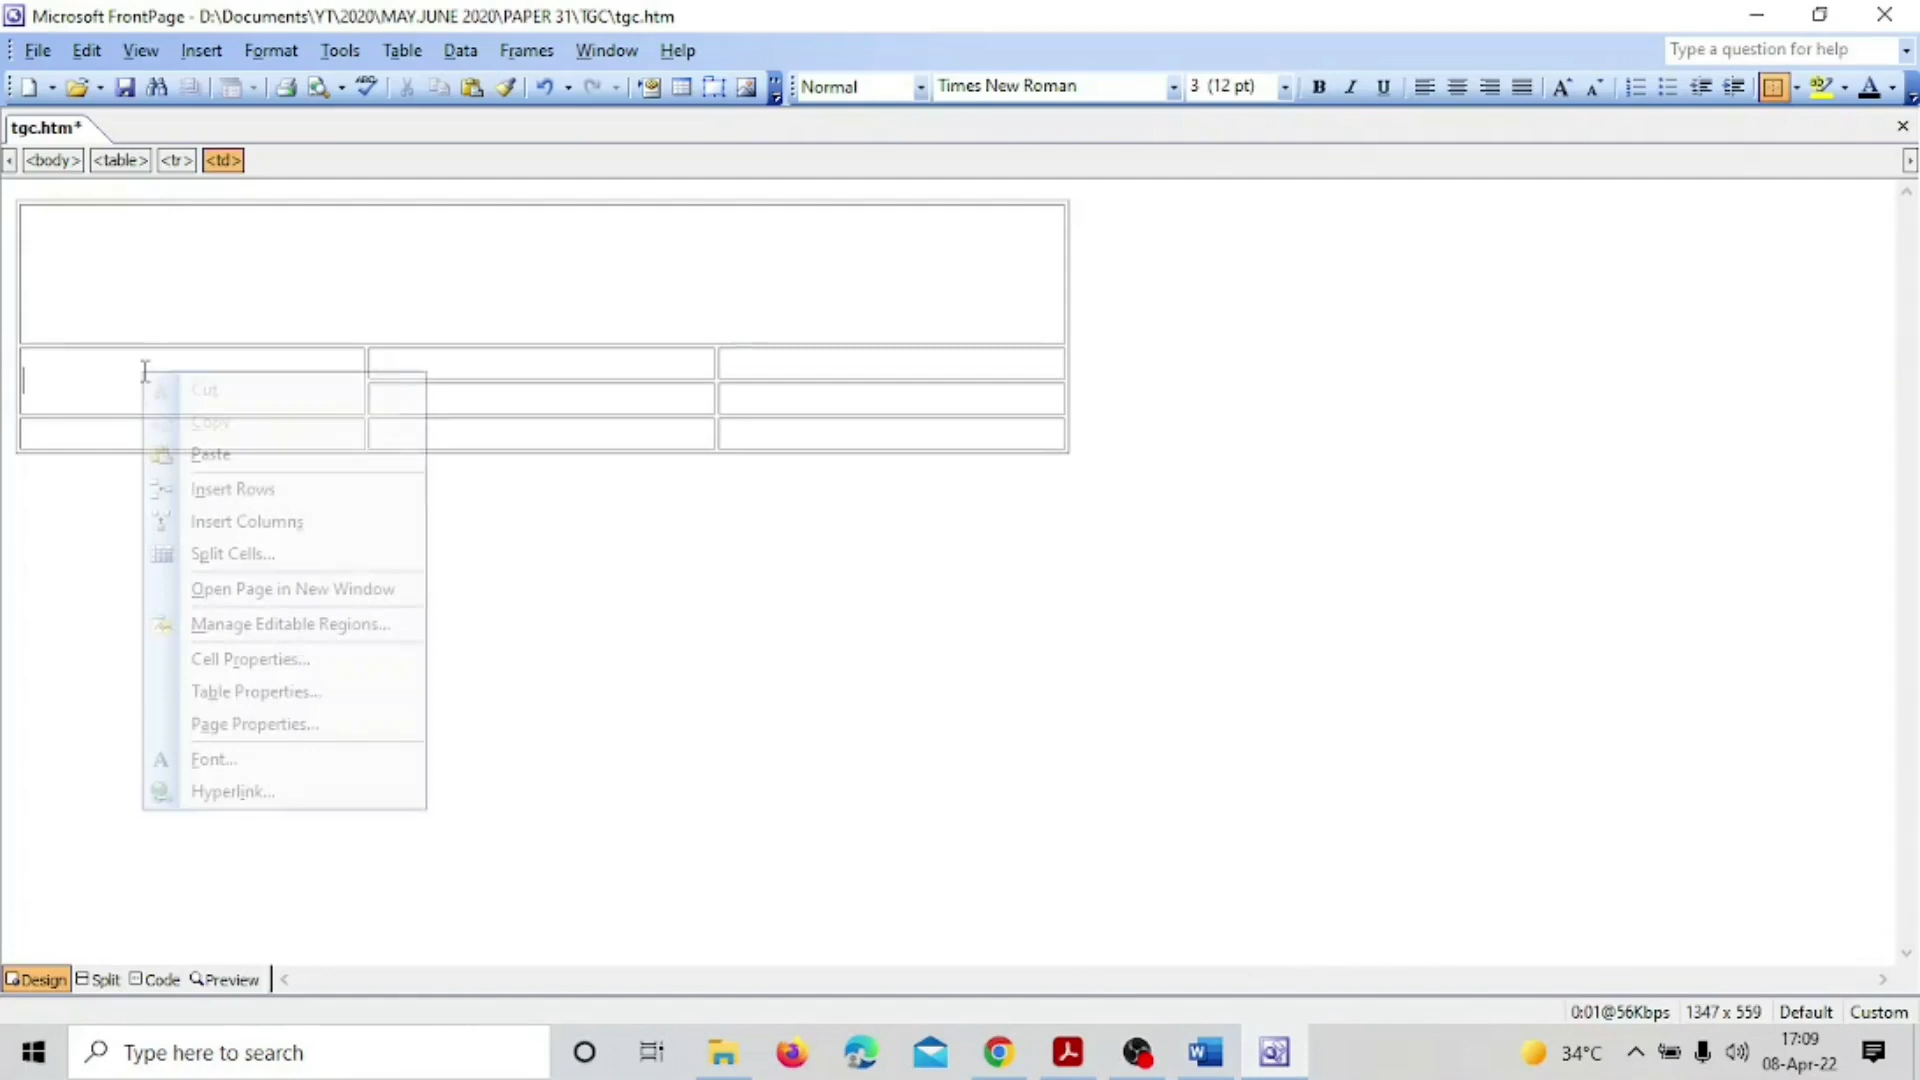 Microsoft FrontPage - D:\Documents\YT\2020\MAY.JUNE 2020\PAPER 31\TGC\tgc.htm
File Edit View Insert Format Tools Table Data Frames Window Help
Type a question for help
Normal Times New Roman 3 (12 pt) B I U A A A
tgc.htm*
<body> <table> <tr> <td>
Cut
Copy
Paste
Insert Rows
Insert Columns
Split Cells...
Open Page in New Window
Manage Editable Regions...
Cell Properties...
Table Properties...
Page Properties...
A Font...
Hyperlink...
Design Split Code Preview
0:01@56Kbps 1347 x 559 Default Custom
Type here to search
34°C
17:09
08-Apr-22